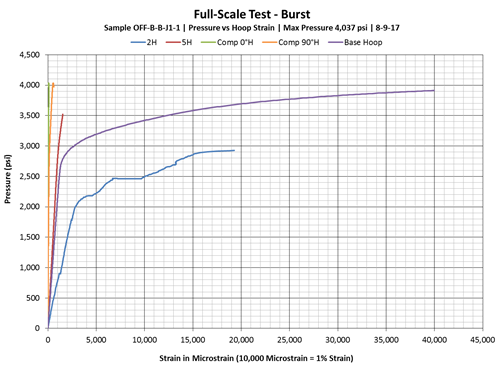 Full-Scale Test - Burst
Sample OFF-B-B-J1-1 | Pressure vs Hoop Strain | Max Pressure 4,037 psi | 8-9-17
2H 5H Comp 0°H Comp 90°H Base Hoop
4,500
4,000
3,500
3,000
2,500
2,000
1,500
1,000
500
0
Pressure (psi)
0 5,000 10,000 15,000 20,000 25,000 30,000 35,000 40,000 45,000
Strain in Microstrain (10,000 Microstrain = 1% Strain)